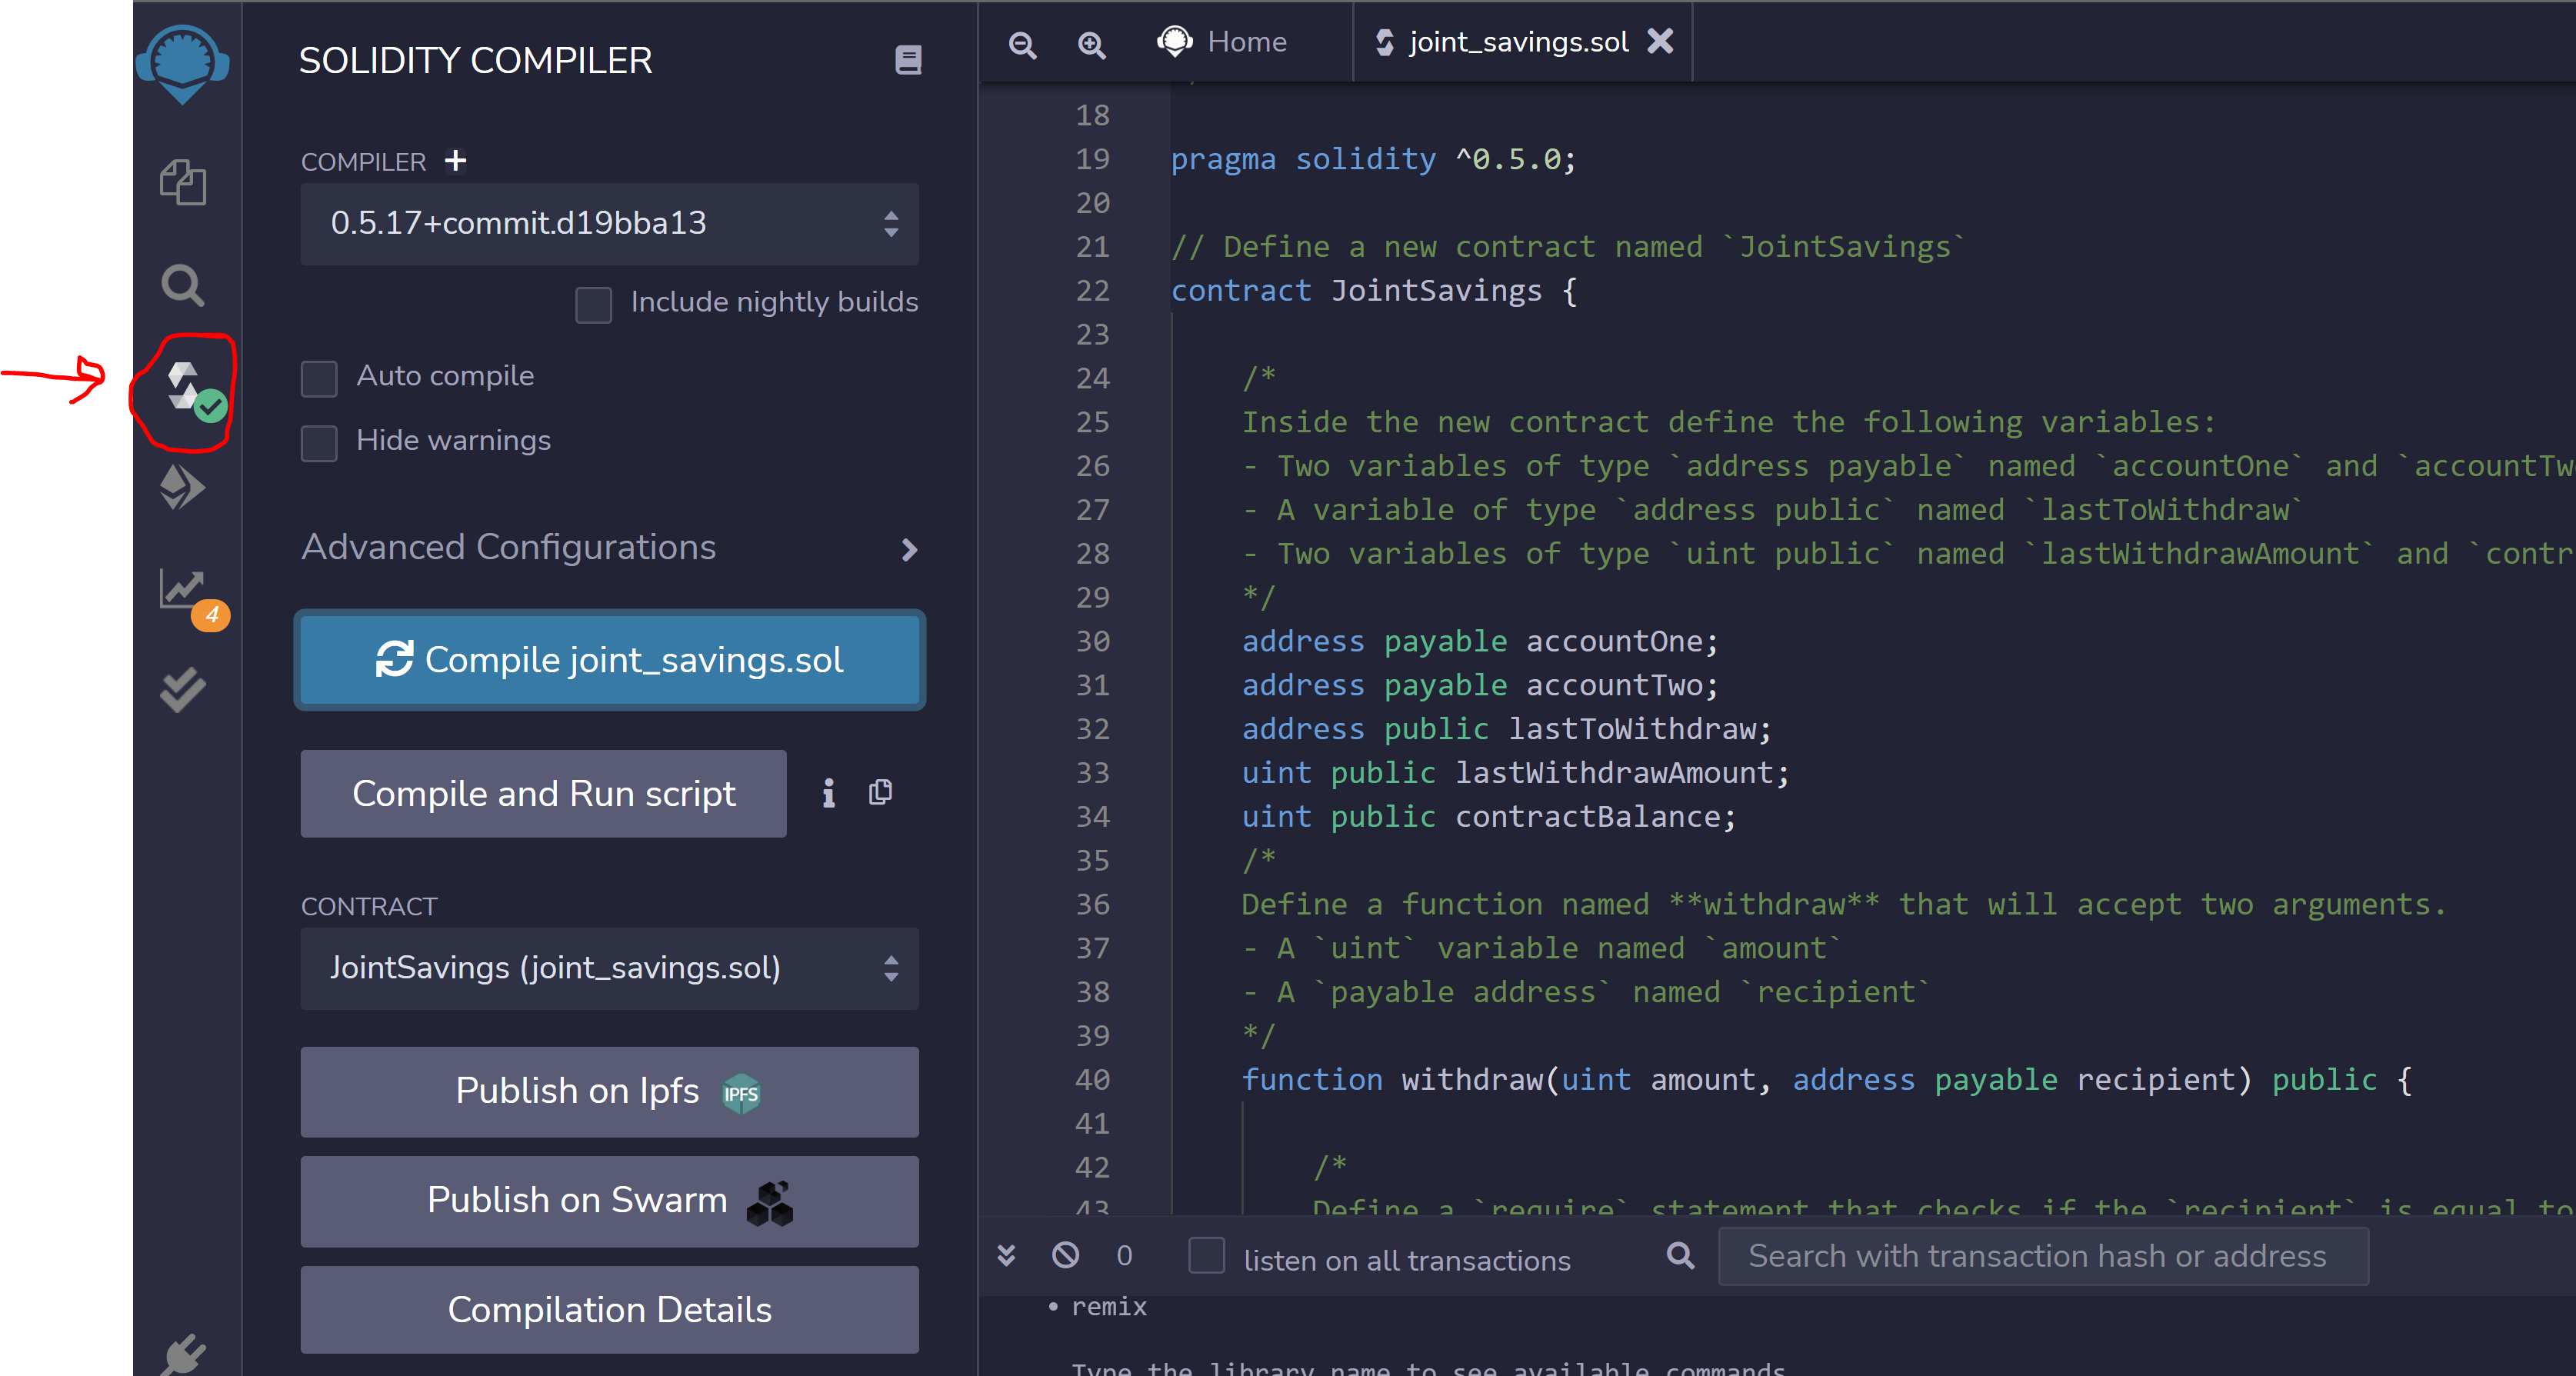 SOLIDITY COMPILER
COMPILER +
0.5.17+commit.d19bba13
Include nightly builds
Auto compile
Hide warnings
Advanced Configurations
Compile joint_savings.sol
Compile and Run script
CONTRACT
JointSavings (joint_savings.sol)
Publish on Ipfs IPFS
Publish on Swarm
Compilation Details
4
Home
joint_savings.sol
18
19 pragma solidity ^0.5.0;
20
21 // Define a new contract named `JointSavings`
22 contract JointSavings {
23
24 /*
25 Inside the new contract define the following variables:
26 - Two variables of type `address payable` named `accountOne` and `accountTw
27 - A variable of type `address public` named `lastToWithdraw`
28 - Two variables of type `uint public` named `lastWithdrawAmount` and `contr
29 */
30 address payable accountOne;
31 address payable accountTwo;
32 address public lastToWithdraw;
33 uint public lastWithdrawAmount;
34 uint public contractBalance;
35 /*
36 Define a function named **withdraw** that will accept two arguments.
37 - A `uint` variable named `amount`
38 - A `payable address` named `recipient`
39 */
40 function withdraw(uint amount, address payable recipient) public {
41
42 /*
43 Define a `require` statement that checks if the `recipient` is equal to
0
listen on all transactions
Search with transaction hash or address
• remix
Type the library name to see available commands